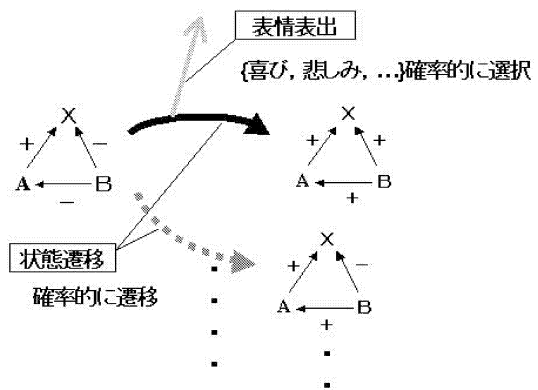 表情表出
{喜び, 悲しみ, ...}確率的に選択
X
+ −
A B
−
X
+ +
A B
+
状態遷移
確率的に遷移
X
+ −
A B
+